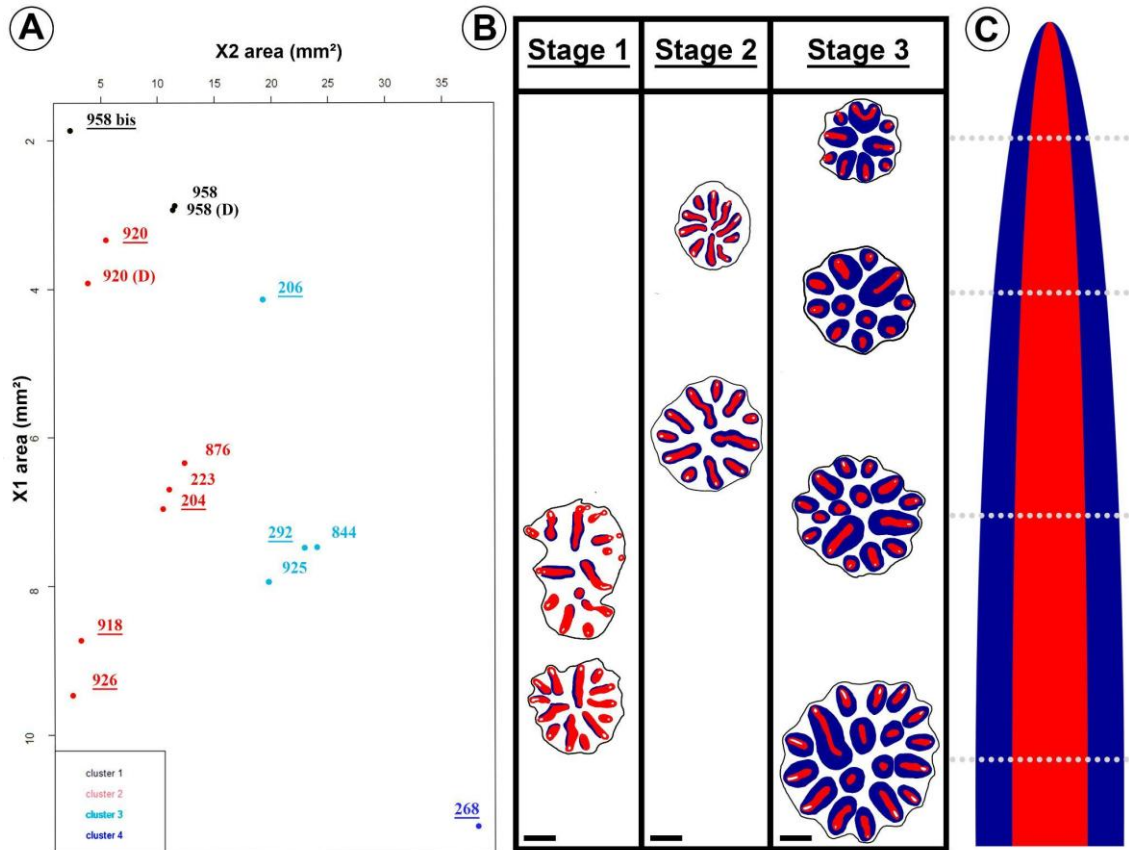 A
X2 area (mm²)
5 10 15 20 25 30 35
X1 area (mm²)
2
4
6
8
10
958 bis
958
958 (D)
920
920 (D)
206
876
223
204
292 844
925
918
926
268
cluster 1
cluster 2
cluster 3
cluster 4
B
Stage 1 Stage 2 Stage 3
C